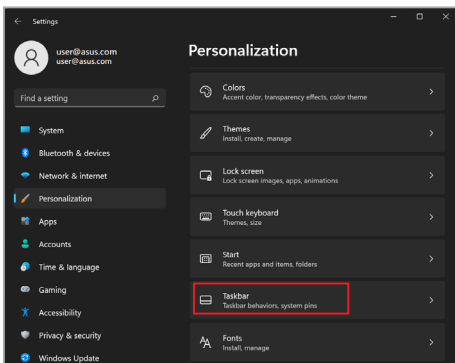 Settings
user@asus.com
user@asus.com
Find a setting
System
Bluetooth & devices
Network & internet
Personalization
Apps
Accounts
Time & language
Gaming
Accessibility
Privacy & security
Windows Update
Personalization
Colors
Accent color, transparency effects, color theme
Themes
Install, create, manage
Lock screen
Lock screen images, apps, animations
Touch keyboard
Themes, size
Start
Recent apps and items, folders
Taskbar
Taskbar behaviors, system pins
Fonts
Install, manage